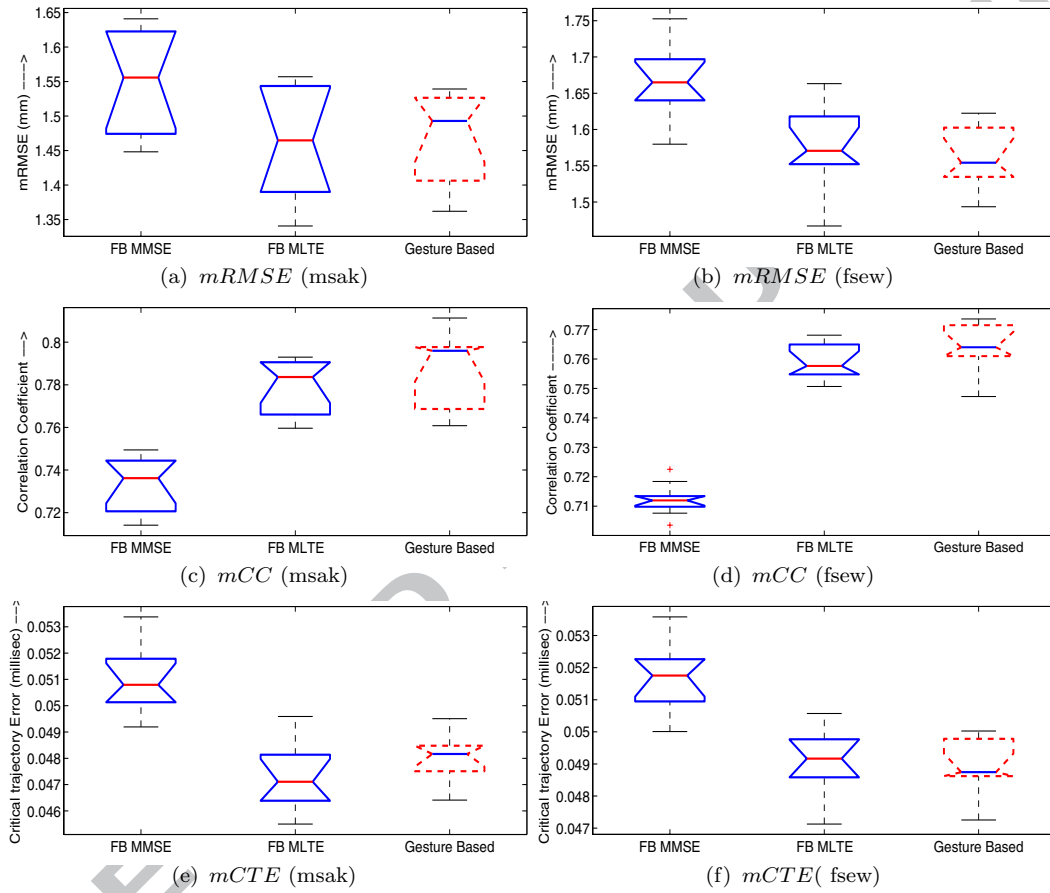 mRMSE (mm) ---->
1.65
1.6
1.55
1.5
1.45
1.4
1.35
FB MMSE FB MLTE Gesture Based
(a) mRMSE (msak)
mRMSE (mm) ---->
1.75
1.7
1.65
1.6
1.55
1.5
FB MMSE FB MLTE Gesture Based
(b) mRMSE (fsew)
Correlation Coefficient --->
0.8
0.78
0.76
0.74
0.72
FB MMSE FB MLTE Gesture Based
(c) mCC (msak)
Correlation Coefficient ---->
0.77
0.76
0.75
0.74
0.73
0.72
0.71
FB MMSE FB MLTE Gesture Based
(d) mCC (fsew)
Critical trajectory Error (millisec) --->
0.053
0.052
0.051
0.05
0.049
0.048
0.047
0.046
FB MMSE FB MLTE Gesture Based
(e) mCTE (msak)
Critical trajectory Error (millisec) --->
0.053
0.052
0.051
0.05
0.049
0.048
0.047
FB MMSE FB MLTE Gesture Based
(f) mCTE( fsew)